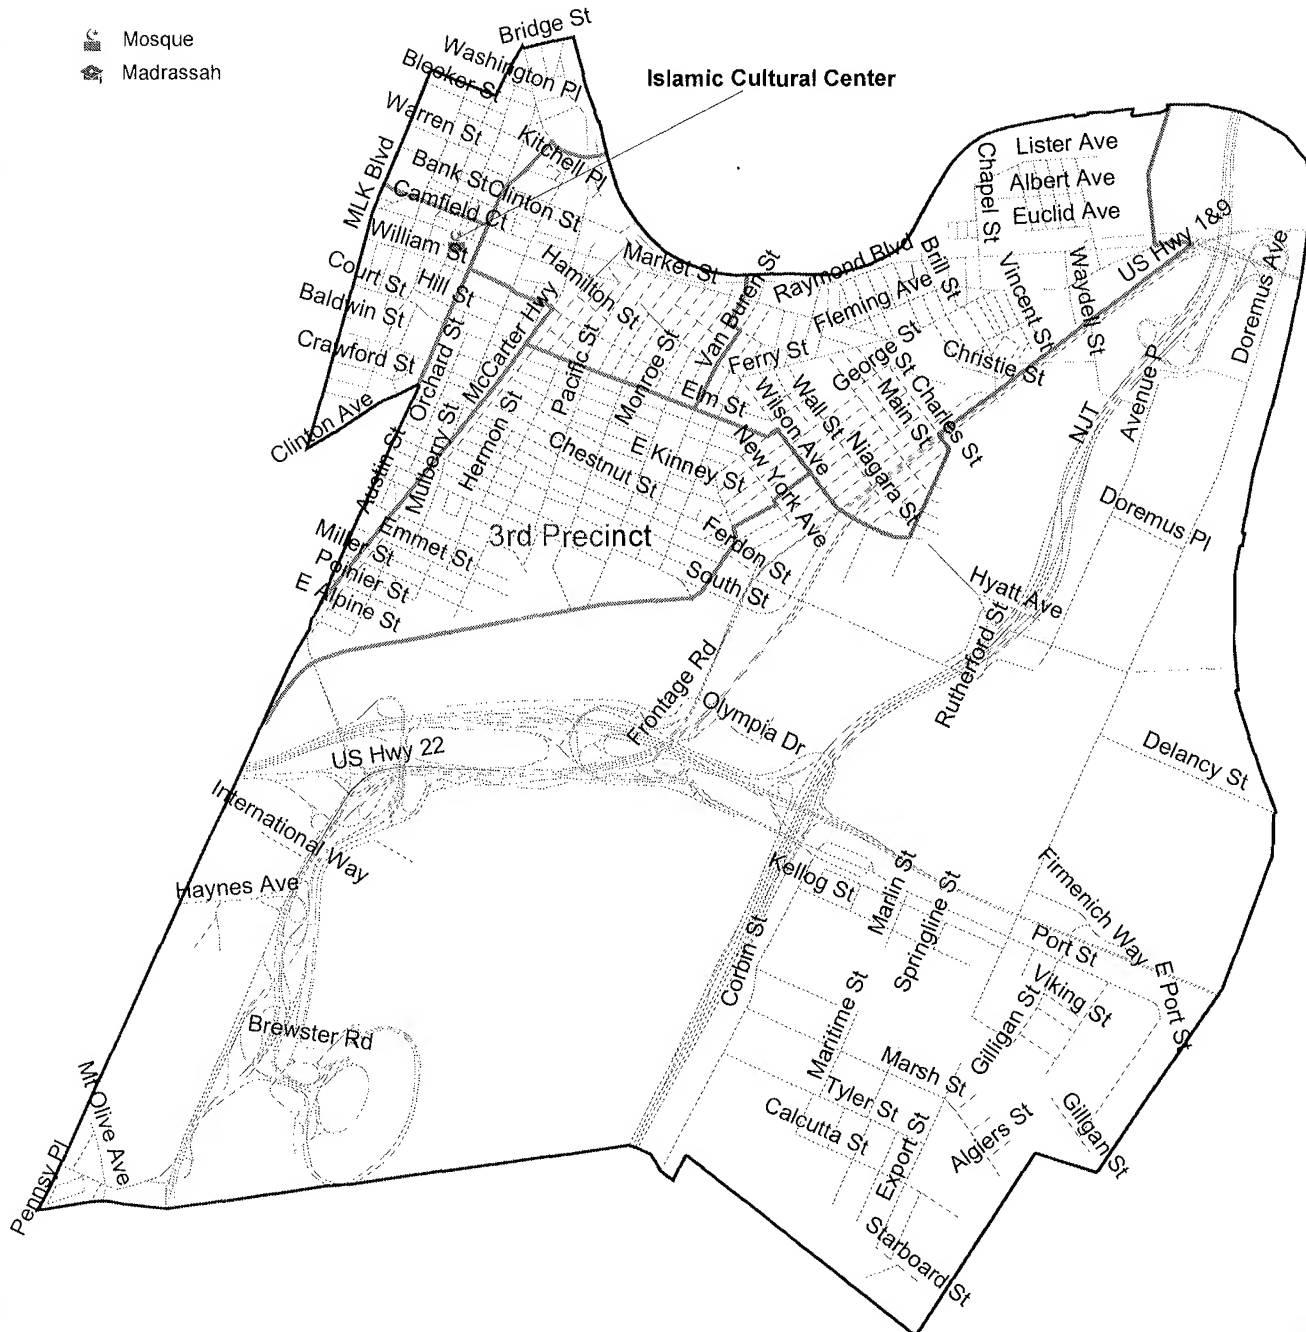 Mosque
Madrassah
Bridge St
Washington Pl
Bleeker St
Islamic Cultural Center
Warren St
Kitchell Pl
Lister Ave
Chapel St
Albert Ave
Bank St
Clinton St
MLK Blvd
Camfield Ct
Euclid Ave
William St
Market St
Hamilton St
Raymond Blvd
Brill St
US Hwy 1&9
Court St
Hill St
Van Buren St
Fleming Ave
Vincent St
Waydell St
Doremus Ave
Baldwin St
McCarter Hwy
Crawford St
Orchard St
Pacific St
Monroe St
Ferry St
George St
St Charles St
Christie St
Clinton Ave
Elm St
Wilson Ave
Wall St
Main St
NJT
Avenue P
Austin St
Mulberry St
Hermon St
Chestnut St
E Kinney St
New York Ave
Niagara St
Doremus Pl
Miller St
Emmet St
3rd Precinct
Ferdon St
Poinier St
E Alpine St
South St
Hyatt Ave
Rutherford St
Frontage Rd
Olympia Dr
US Hwy 22
Delancy St
International Way
Haynes Ave
Kellog St
Marlin St
Springline St
Firmenich Way
Port St
Corbin St
Viking St
E Port St
Maritime St
Gilligan St
Brewster Rd
Marsh St
Tyler St
Calcutta St
Export St
Algiers St
Gillgan St
Mt Olive Ave
Pennsy Pl
Starboard St